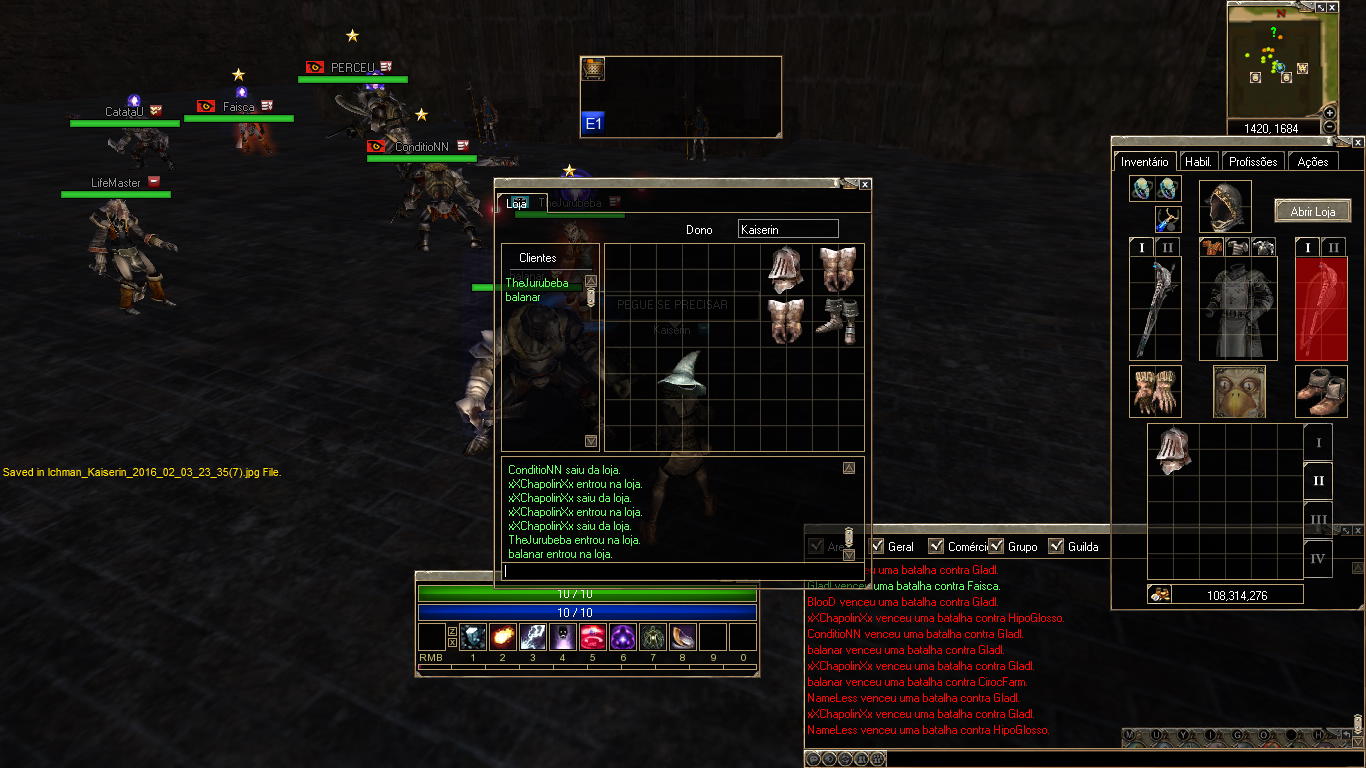 PERCEU
Faisca
CatataU
ConditioNN
LifeMaster
E1
N
1420, 1684
Inventário
Habil.
Profissões
Ações
Abrir Loja
I
II
I
II
Loja
TheJurubeba
Dono
Kaiserin
Clientes
balanar
TheJurubeba
balanar
PEGUE SE PRECISAR
Kaiserin
Saved in Ichman_Kaiserin_2016_02_03_23_35(7).jpg File.
ConditioNN saiu da loja.
xXChapolinXx entrou na loja.
xXChapolinXx saiu da loja.
xXChapolinXx entrou na loja.
xXChapolinXx saiu da loja.
TheJurubeba entrou na loja.
balanar entrou na loja.
I
II
III
IV
108,314,276
10 / 10
10 / 10
Z
X
RMB 1 2 3 4 5 6 7 8 9 0
Geral
Comérci
Grupo
Guilda
uma batalha contra Gladl.
Gladl venceu uma batalha contra Faisca.
BlooD venceu uma batalha contra Gladl.
xXChapolinXx venceu uma batalha contra HipoGlosso.
ConditioNN venceu uma batalha contra Gladl.
balanar venceu uma batalha contra Gladl.
xXChapolinXx venceu uma batalha contra Gladl.
balanar venceu uma batalha contra CirocFarm.
NameLess venceu uma batalha contra Gladl.
xXChapolinXx venceu uma batalha contra Gladl.
NameLess venceu uma batalha contra HipoGlosso.
M U Y I G O H